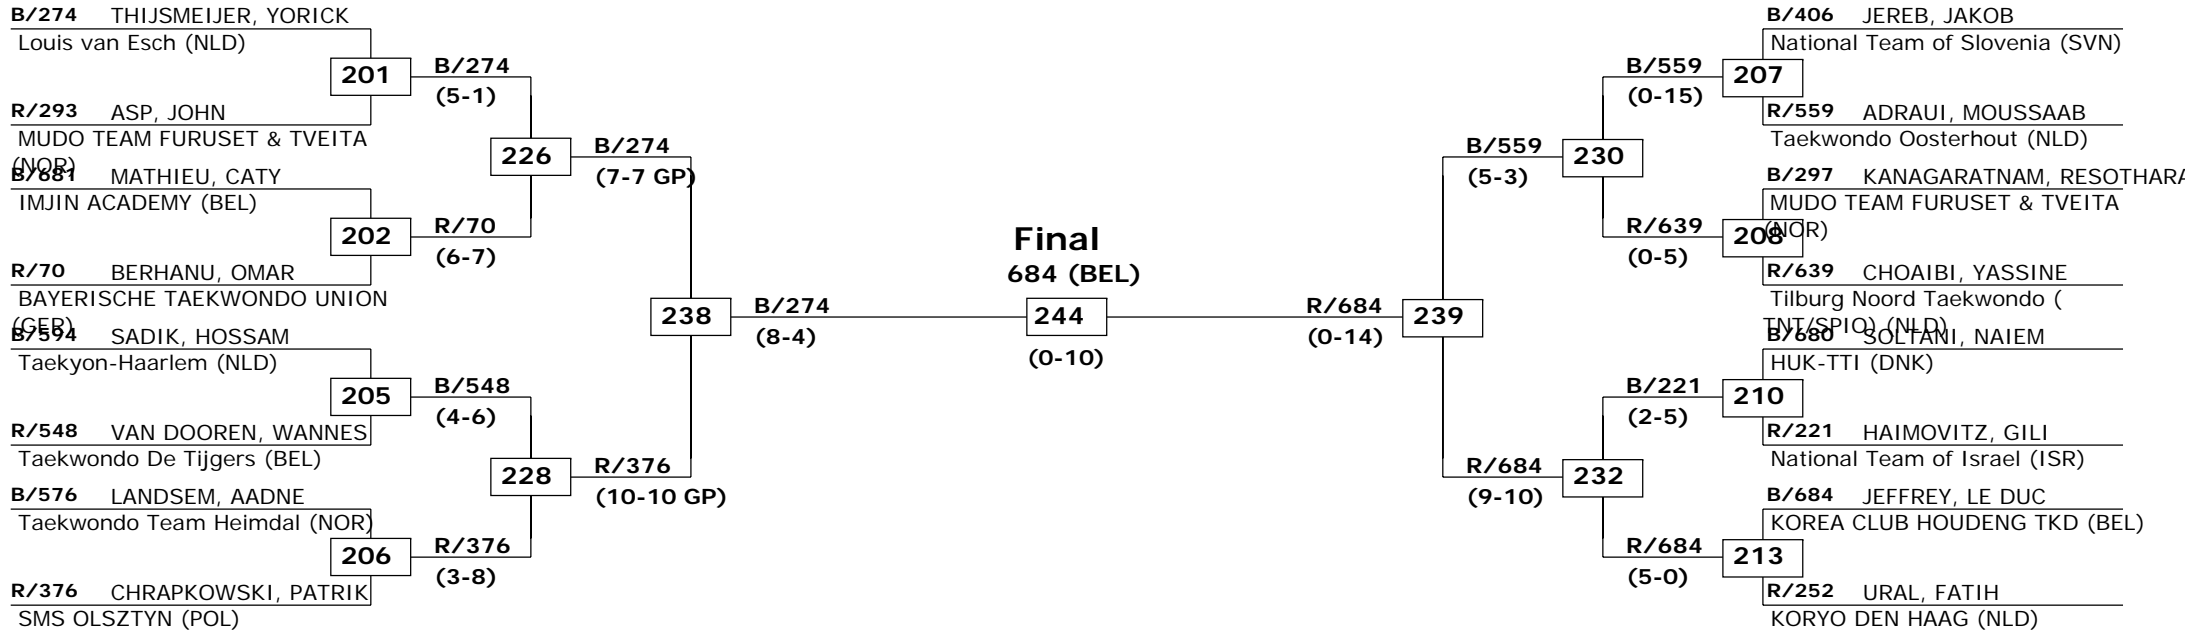 B/274 THIJSMEIJER, YORICK
Louis van Esch (NLD)
201
R/293 ASP, JOHN
MUDO TEAM FURUSET & TVEITA
(NOR)
B/274
(5-1)
B/681 MATHIEU, CATY
IMJIN ACADEMY (BEL)
202
R/70 BERHANU, OMAR
BAYERISCHE TAEKWONDO UNION
(GER)
R/70
(6-7)
226
B/274
(7-7 GP)
B/594 SADIK, HOSSAM
Taekyon-Haarlem (NLD)
205
R/548 VAN DOOREN, WANNES
Taekwondo De Tijgers (BEL)
B/548
(4-6)
B/576 LANDSEM, AADNE
Taekwondo Team Heimdal (NOR)
206
R/376 CHRAPKOWSKI, PATRIK
SMS OLSZTYN (POL)
R/376
(3-8)
228
R/376
(10-10 GP)
238
B/274
(8-4)
Final
684 (BEL)
244
(0-10)
R/684
(0-14)
239
B/559
(5-3)
230
B/559
(0-15)
207
B/406 JEREB, JAKOB
National Team of Slovenia (SVN)
R/559 ADRAUI, MOUSSAAB
Taekwondo Oosterhout (NLD)
R/639
(0-5)
208
B/297 KANAGARATNAM, RESOTHARA
MUDO TEAM FURUSET & TVEITA
(NOR)
R/639 CHOAIBI, YASSINE
Tilburg Noord Taekwondo (
TNT/SPIO) (NLD)
R/684
(9-10)
232
B/221
(2-5)
210
B/680 SOLTANI, NAIEM
HUK-TTI (DNK)
R/221 HAIMOVITZ, GILI
National Team of Israel (ISR)
R/684
(5-0)
213
B/684 JEFFREY, LE DUC
KOREA CLUB HOUDENG TKD (BEL)
R/252 URAL, FATIH
KORYO DEN HAAG (NLD)